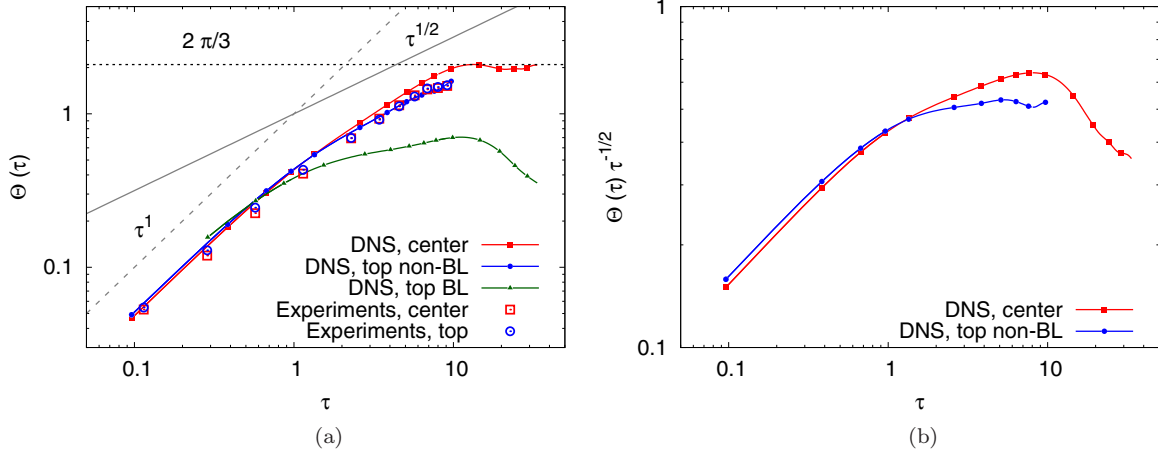 2 π/3
τ^{1/2}
1
Θ (τ)
τ^1
0.1
DNS, center
DNS, top non-BL
DNS, top BL
Experiments, center
Experiments, top
0.1
1
10
τ
(a)
1
Θ (τ) τ^{-1/2}
DNS, center
DNS, top non-BL
0.1
0.1
1
10
τ
(b)